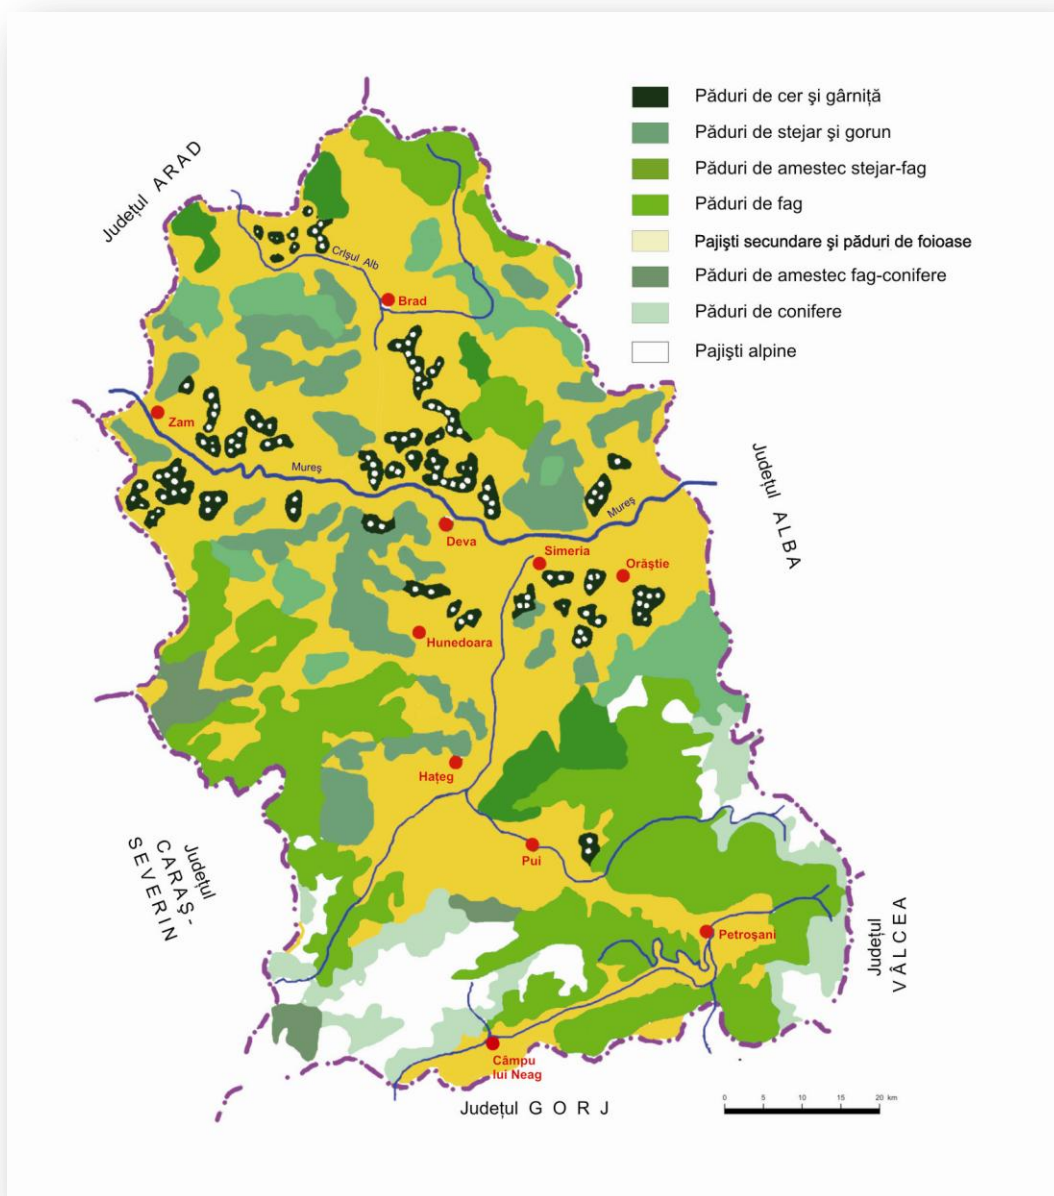 Păduri de cer şi gârniţă
Păduri de stejar şi gorun
Păduri de amestec stejar-fag
Păduri de fag
Pajişti secundare şi păduri de foioase
Păduri de amestec fag-conifere
Păduri de conifere
Pajişti alpine
Judeţul ARAD
Crişul Alb
Brad
Zam
Mureş
Judeţul ALBA
Mureş
Deva
Simeria
Orăştie
Hunedoara
Haţeg
Judeţul
CARAŞ-
SEVERIN
Pui
Petroşani
Judeţul
VÂLCEA
Câmpu
lui Neag
Judeţul GORJ
0 5 10 15 20 km